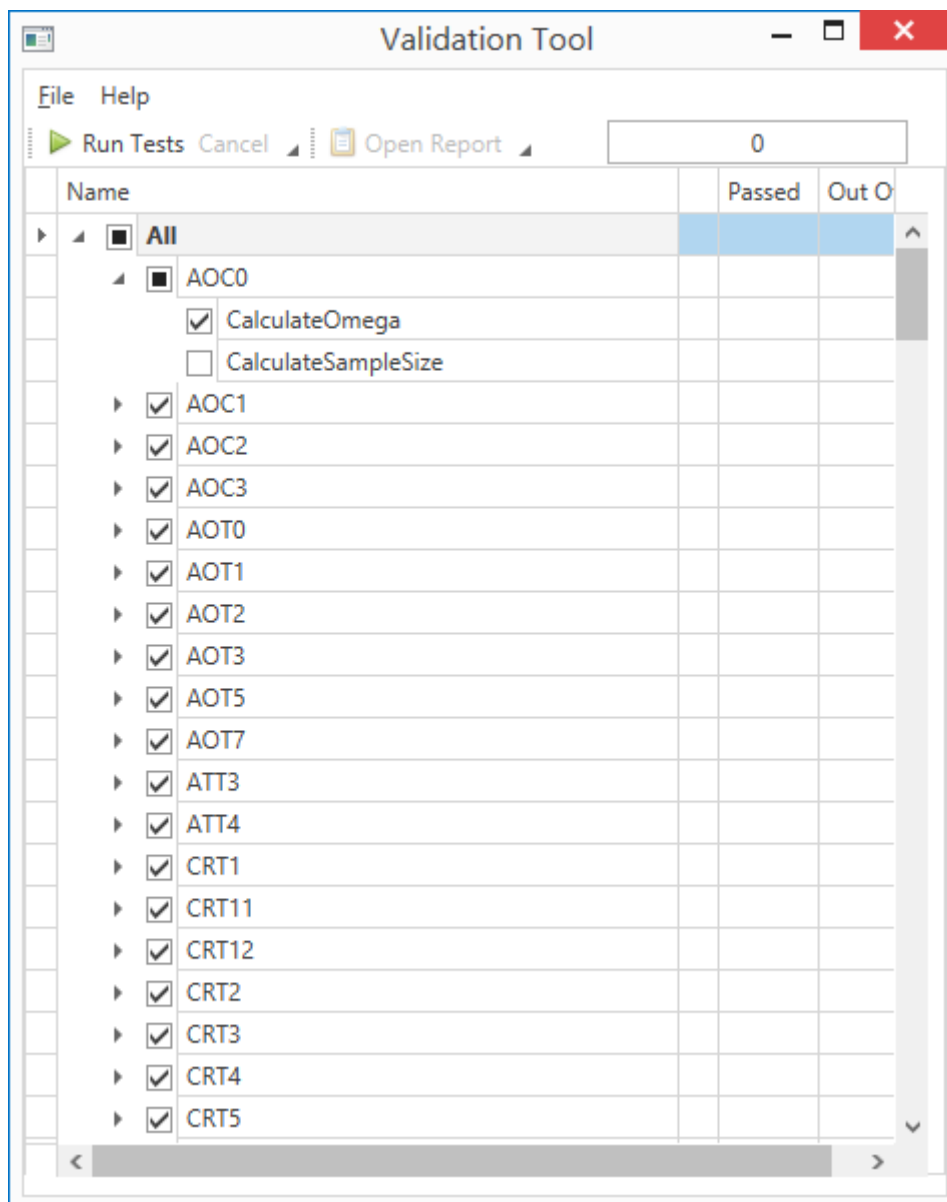 Validation Tool
File Help
Run Tests Cancel Open Report 0
Name Passed Out O
All
AOC0
CalculateOmega
CalculateSampleSize
AOC1
AOC2
AOC3
AOT0
AOT1
AOT2
AOT3
AOT5
AOT7
ATT3
ATT4
CRT1
CRT11
CRT12
CRT2
CRT3
CRT4
CRT5